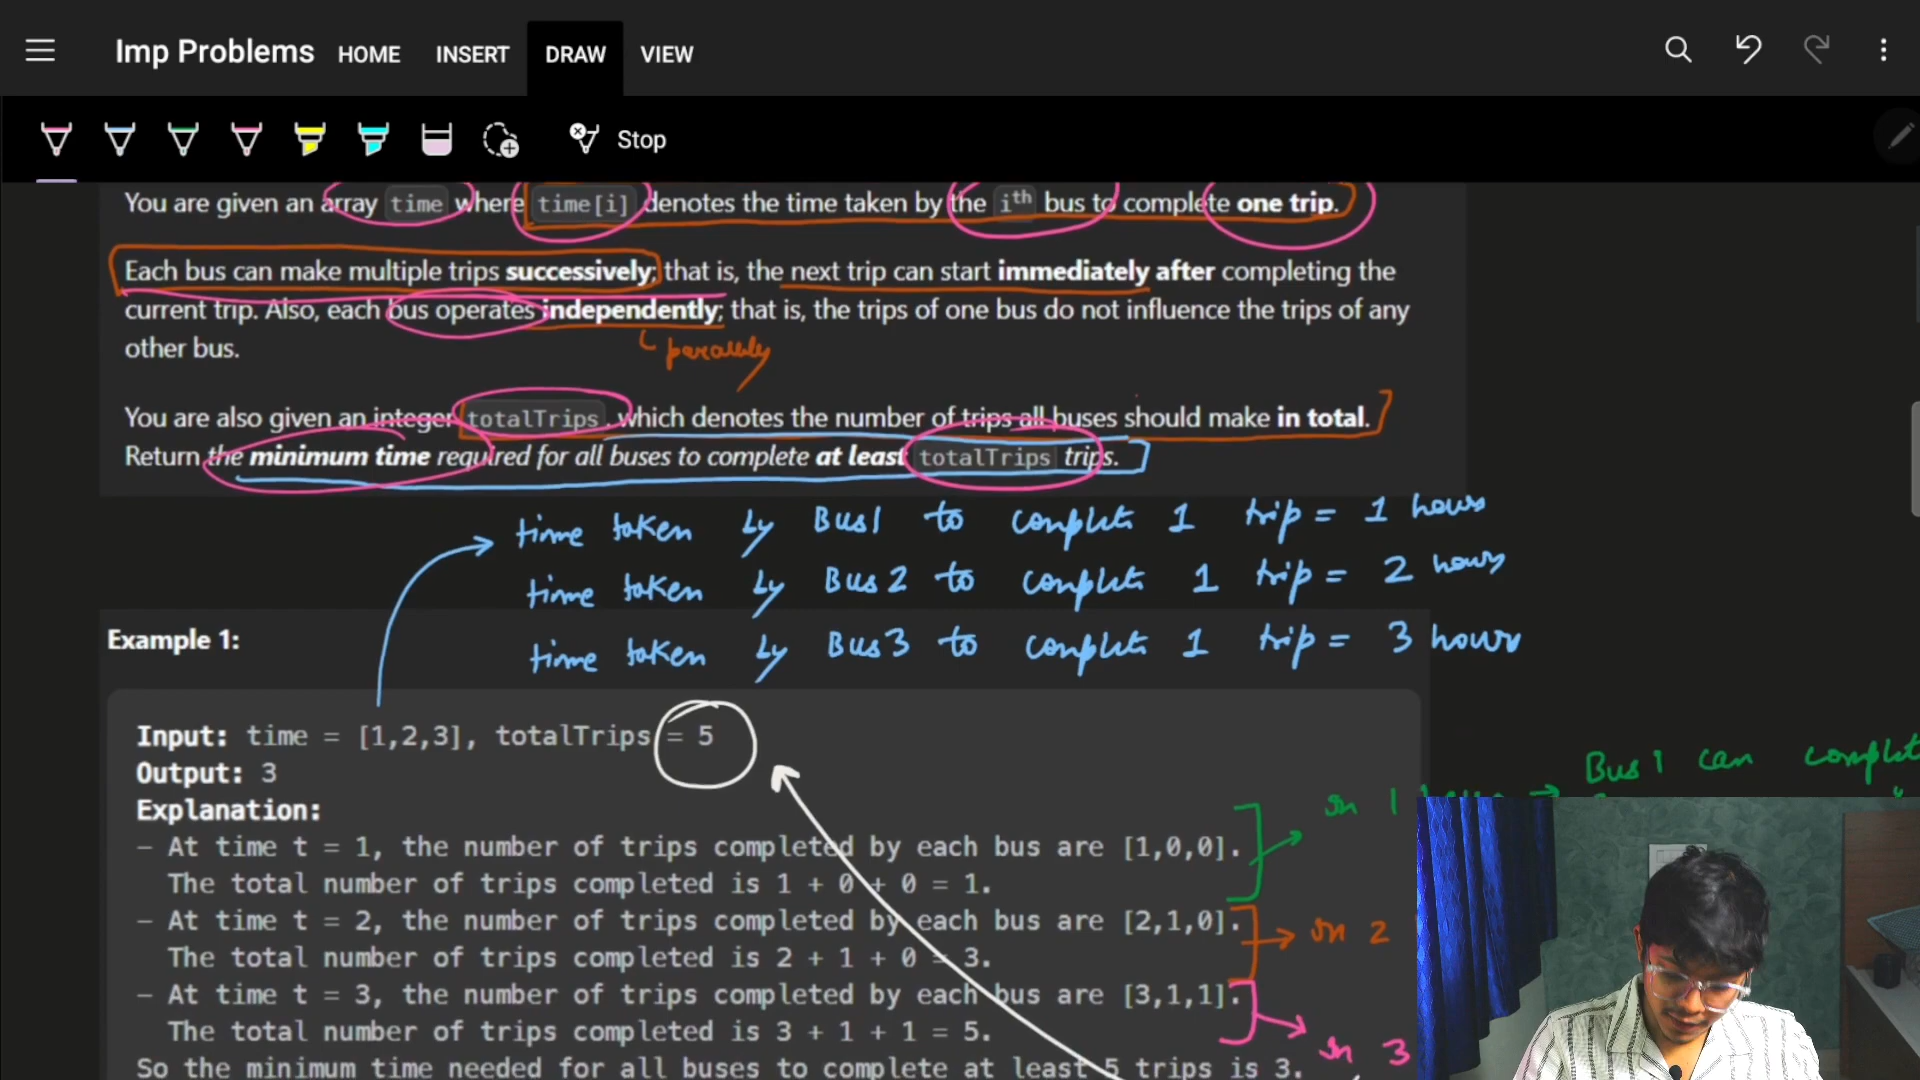 Imp Problems HOME INSERT DRAW VIEW
Stop
You are given an array time where time[i] denotes the time taken by the ith bus to complete one trip.
Each bus can make multiple trips successively; that is, the next trip can start immediately after completing the
current trip. Also, each bus operates independently; that is, the trips of one bus do not influence the trips of any
other bus.
You are also given an integer totalTrips, which denotes the number of trips all buses should make in total.
Return the minimum time required for all buses to complete at least totalTrips trips.
time taken by Bus1 to complet 1 trip = 1 hours
time taken by Bus 2 to complet 1 trip = 2 hours
time taken by Bus3 to complet 1 trip = 3 hours
Example 1:
Input: time = [1,2,3], totalTrips = 5
Output: 3
Explanation:
- At time t = 1, the number of trips completed by each bus are [1,0,0].
The total number of trips completed is 1 + 0 + 0 = 1.
- At time t = 2, the number of trips completed by each bus are [2,1,0].
The total number of trips completed is 2 + 1 + 0 = 3.
- At time t = 3, the number of trips completed by each bus are [3,1,1].
The total number of trips completed is 3 + 1 + 1 = 5.
So the minimum time needed for all buses to complete at least 5 trips is 3.
Bus1 can complet
In 1
In 2
In 3